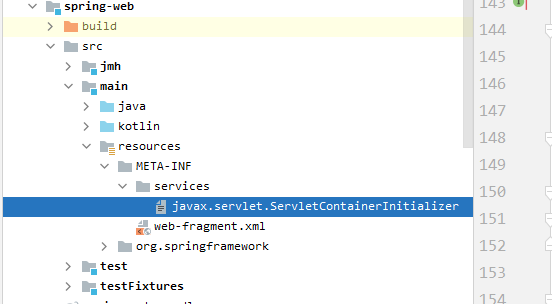 spring-web
build
src
jmh
main
java
kotlin
resources
META-INF
services
javax.servlet.ServletContainerInitializer
web-fragment.xml
org.springframework
test
testFixtures
143
144
145
146
147
148
149
150
151
152
153
154